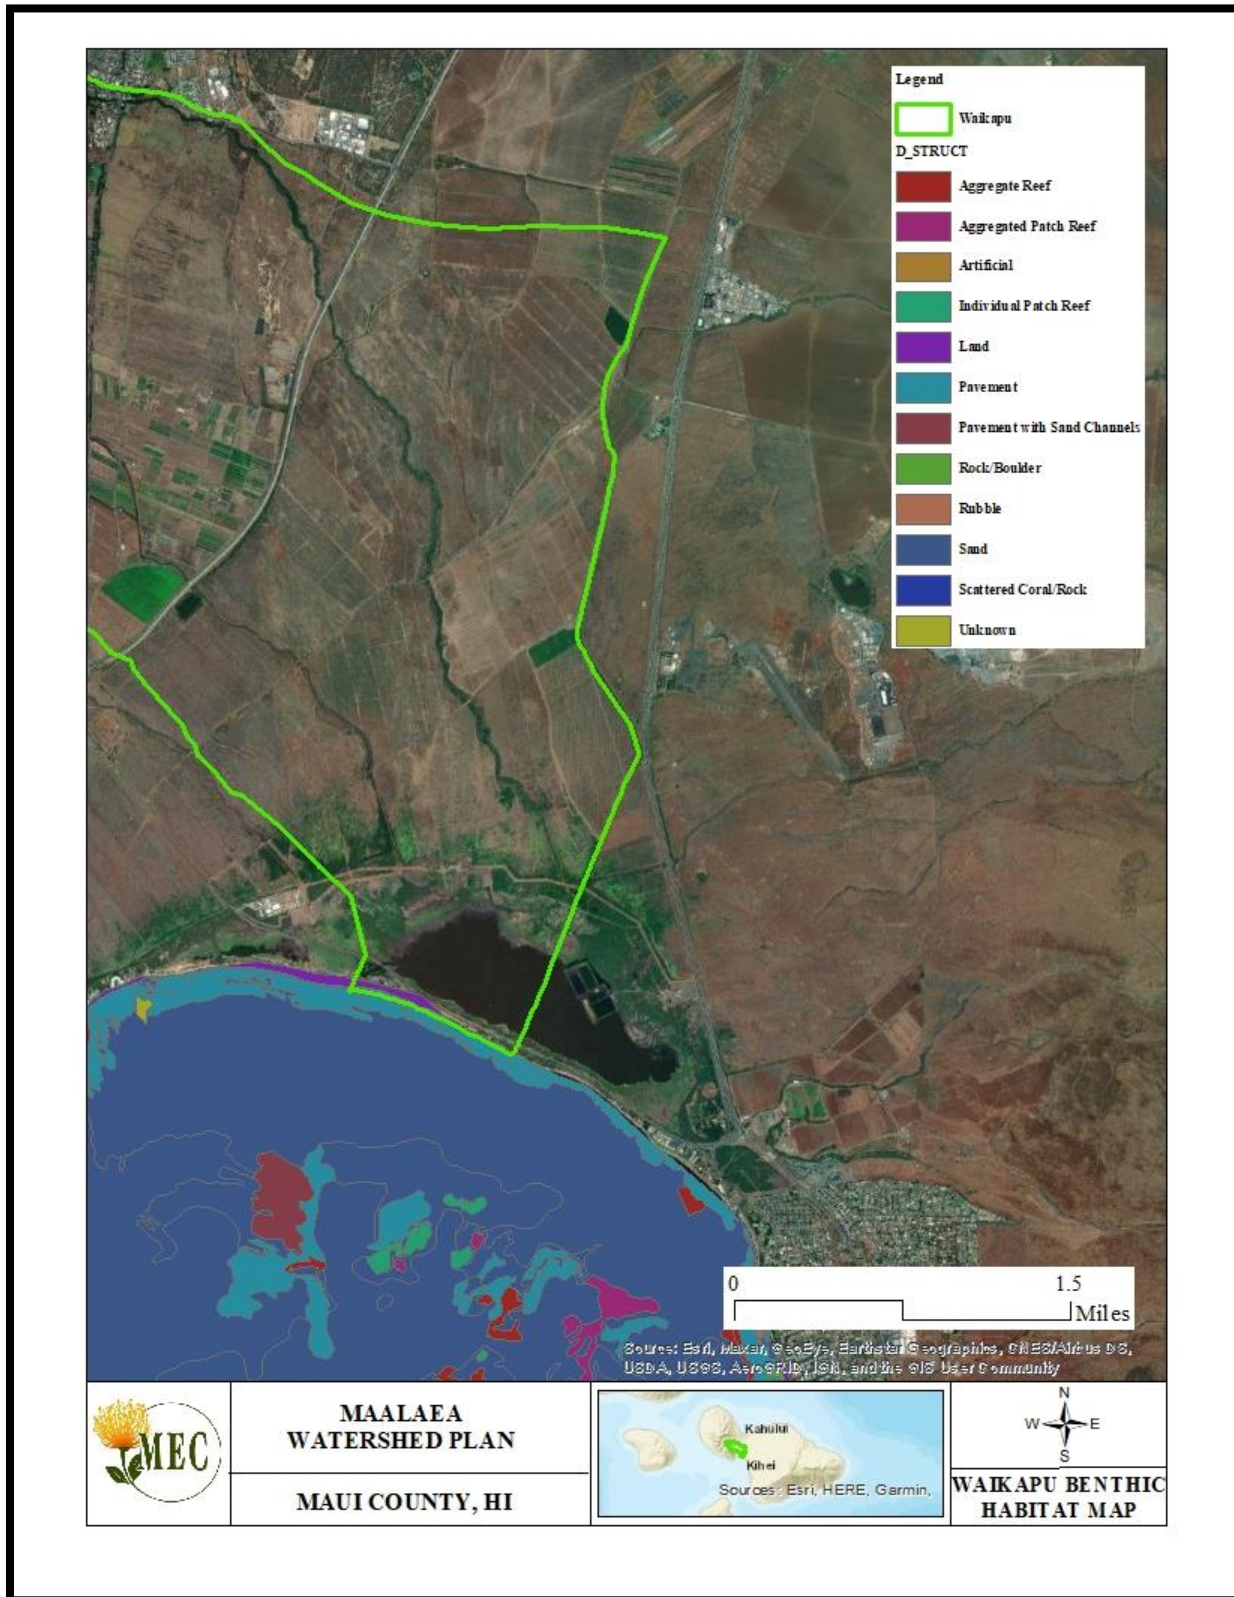 Legend
Waikapu
D_STRUCT
Aggregate Reef
Aggregated Patch Reef
Artificial
Individual Patch Reef
Land
Pavement
Pavement with Sand Channels
Rock/Boulder
Rubble
Sand
Scattered Coral/Rock
Unknown
0 1.5
Miles
Source: Esri, Maxar, GeoEye, Earthstar Geographics, CNES/Airbus DS,
USDA, USGS, AeroGRID, IGN, and the GIS User Community
MEC
MAALAEA
WATERSHED PLAN
MAUI COUNTY, HI
Kahului
Kihei
Sources: Esri, HERE, Garmin,
N
W E
S
WAIKAPU BENTHIC
HABITAT MAP